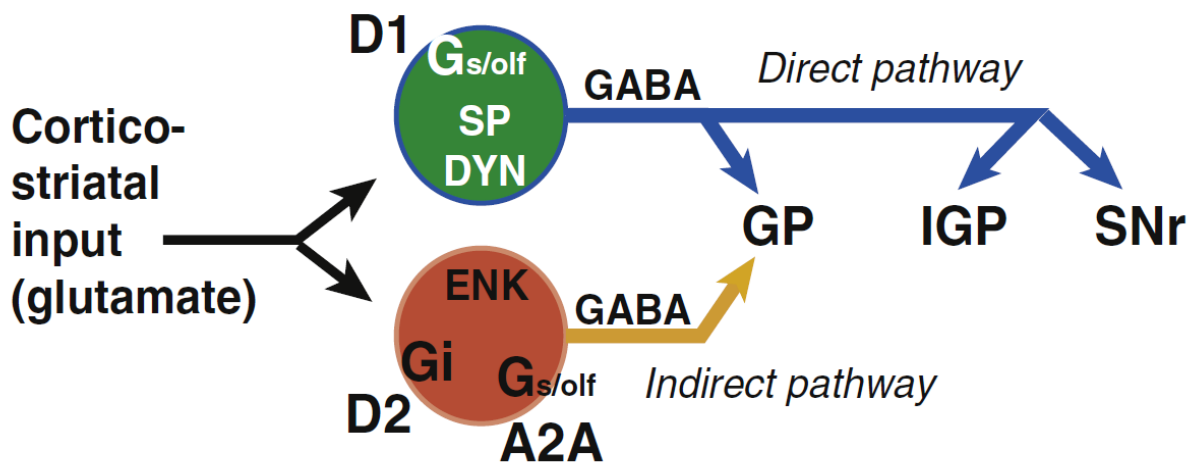 D1
Gs/olf
SP
DYN
GABA
Direct pathway
Cortico-
striatal
input
(glutamate)
GP
IGP
SNr
ENK
GABA
Gi
Gs/olf
Indirect pathway
D2
A2A